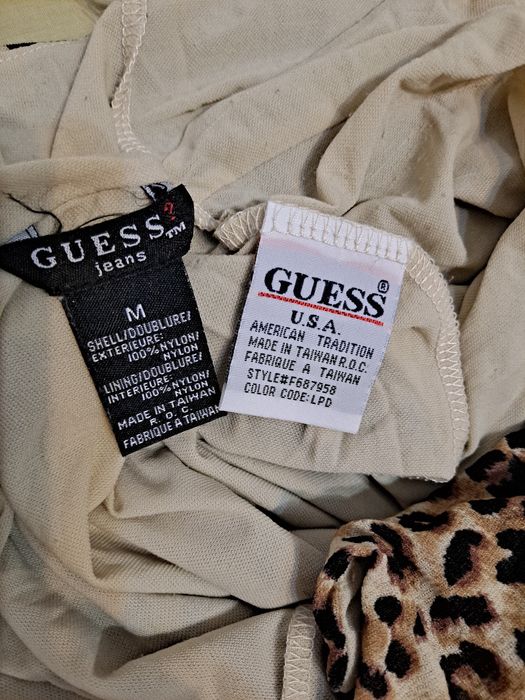 GUESS?™
jeans
M
SHELL/DOUBLURE/
EXTERIEURE:
100% NYLON/
NYLON
LINING/DOUBLURE/
INTERIEURE:
100% NYLON/
NYLON
MADE IN TAIWAN
R.O.C.
FABRIQUE A TAIWAN
GUESS®
U.S.A.
AMERICAN TRADITION
MADE IN TAIWAN R.O.C.
FABRIQUE A TAIWAN
STYLE#F687958
COLOR CODE:LPD